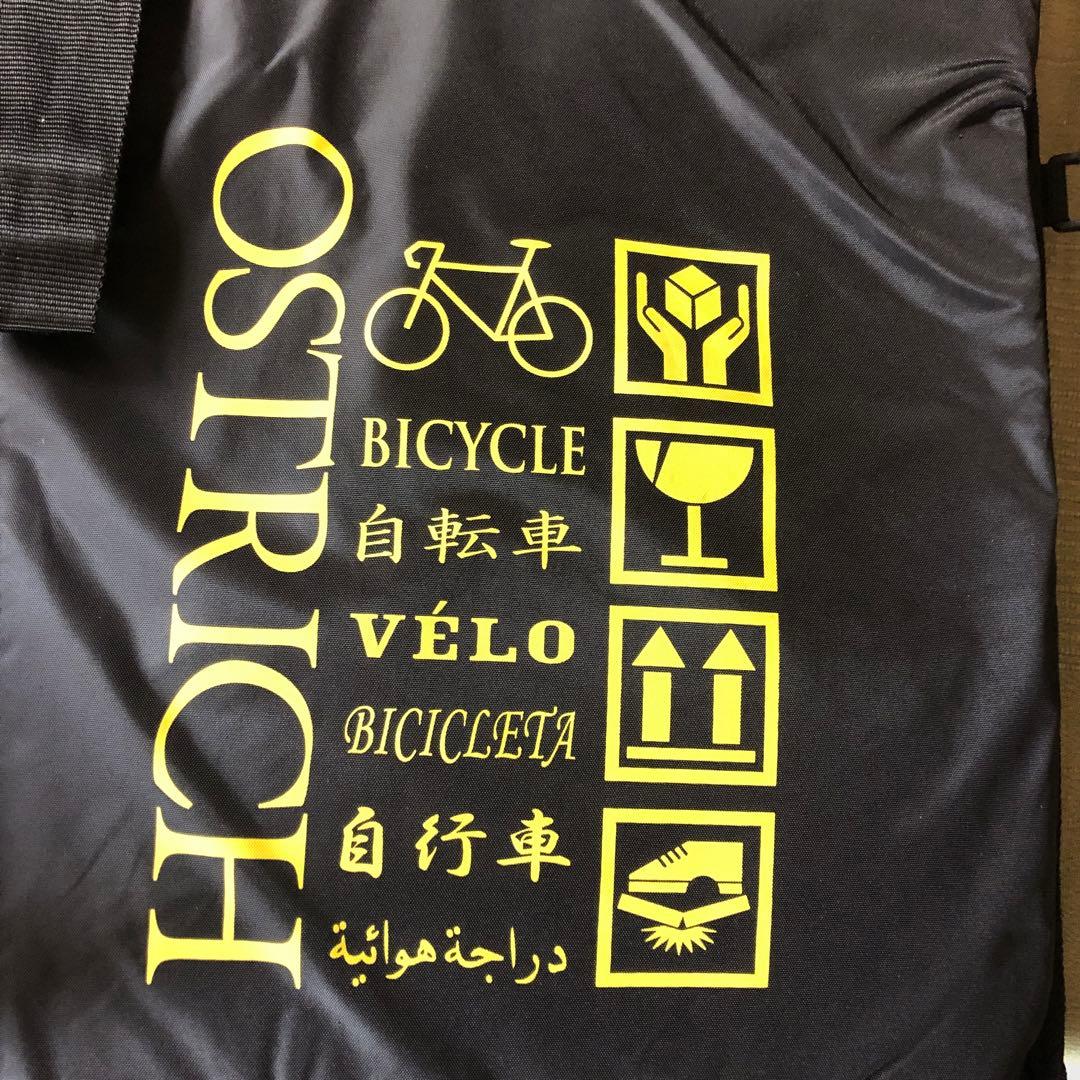 OSTRICH
BICYCLE
自転車
VÉLO
BICICLETA
自行車
دراجة هوائية